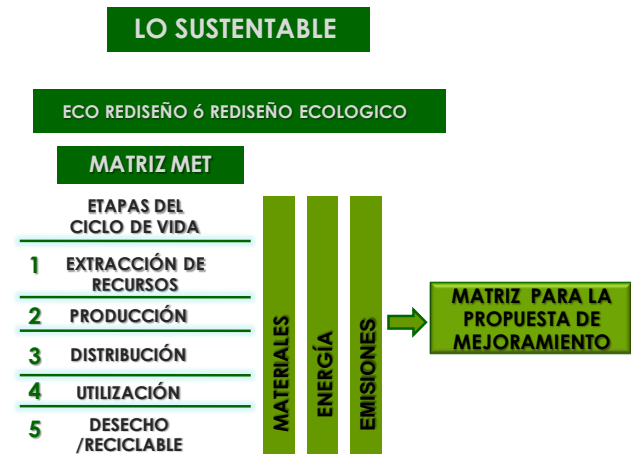 LO SUSTENTABLE
ECO REDISEÑO ó REDISEÑO ECOLOGICO
MATRIZ MET
ETAPAS DEL
CICLO DE VIDA
1 EXTRACCIÓN DE
RECURSOS
2 PRODUCCIÓN
3 DISTRIBUCIÓN
4 UTILIZACIÓN
5 DESECHO
/RECICLABLE
MATERIALES
ENERGÍA
EMISIONES
MATRIZ PARA LA
PROPUESTA DE
MEJORAMIENTO